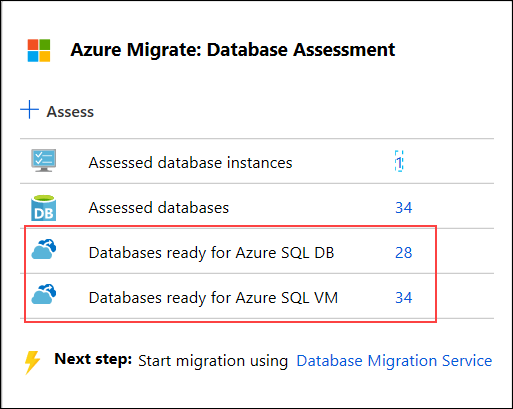 Azure Migrate: Database Assessment
Assess
Assessed database instances 1
DB Assessed databases 34
Databases ready for Azure SQL DB 28
Databases ready for Azure SQL VM 34
Next step: Start migration using Database Migration Service